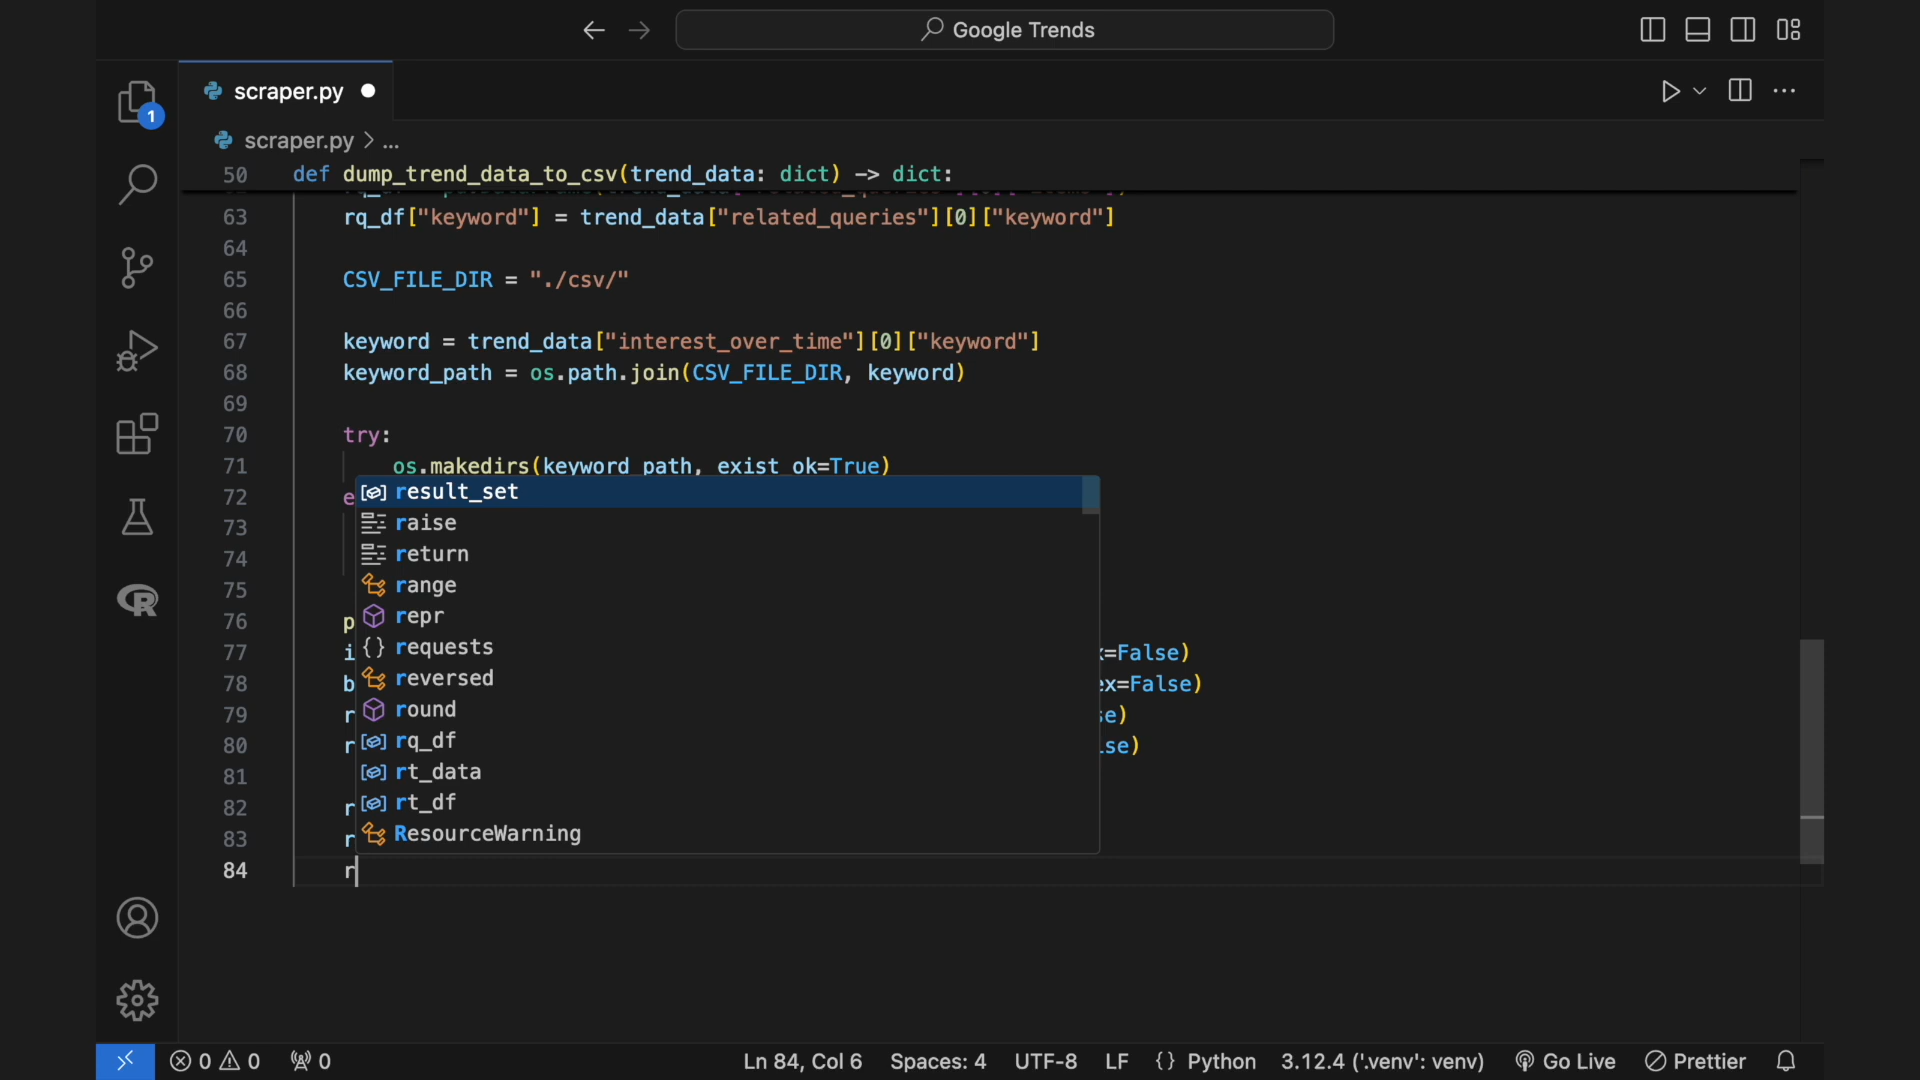 Google Trends
scraper.py
1
scraper.py > ...
50 def dump_trend_data_to_csv(trend_data: dict) -> dict:
63 rq_df["keyword"] = trend_data["related_queries"][0]["keyword"]
64
65 CSV_FILE_DIR = "./csv/"
66
67 keyword = trend_data["interest_over_time"][0]["keyword"]
68 keyword_path = os.path.join(CSV_FILE_DIR, keyword)
69
70 try:
71 os.makedirs(keyword_path, exist_ok=True)
72 e
result_set
raise
73
return
74
range
75
repr
76 p
requests
77 i =False)
reversed
78 b ex=False)
round
79 r se)
rq_df
80 r lse)
rt_data
81
rt_df
82 r
ResourceWarning
83 r
84 r
0 0 0 Ln 84, Col 6 Spaces: 4 UTF-8 LF {} Python 3.12.4 ('.venv': venv) Go Live Prettier